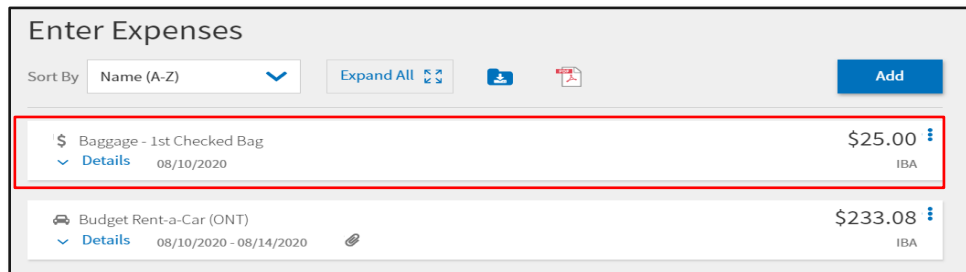 Enter Expenses
Sort By Name (A-Z) Expand All PDF Add
$ Baggage - 1st Checked Bag $25.00
Details 08/10/2020 IBA
Budget Rent-a-Car (ONT) $233.08
Details 08/10/2020 - 08/14/2020 IBA